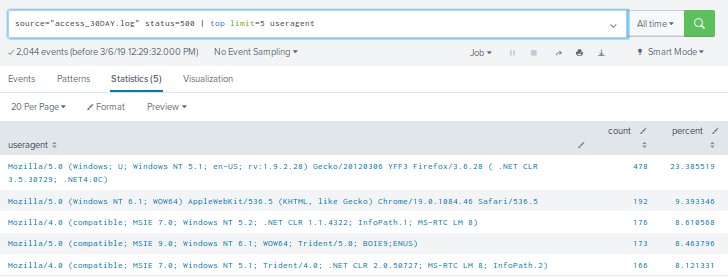 source="access_30DAY.log" status=500 | top limit=5 useragent
All time
2,044 events (before 3/6/19 12:29:32.000 PM)
No Event Sampling
Job
Smart Mode
Events
Patterns
Statistics (5)
Visualization
20 Per Page
Format
Preview
useragent
count
percent
Mozilla/5.0 (Windows; U; Windows NT 5.1; en-US; rv:1.9.2.28) Gecko/20120306 YFF3 Firefox/3.6.28 ( .NET CLR
3.5.30729; .NET4.0C)
478
23.385519
Mozilla/5.0 (Windows NT 6.1; WOW64) AppleWebKit/536.5 (KHTML, like Gecko) Chrome/19.0.1084.46 Safari/536.5
192
9.393346
Mozilla/4.0 (compatible; MSIE 7.0; Windows NT 5.2; .NET CLR 1.1.4322; InfoPath.1; MS-RTC LM 8)
176
8.610568
Mozilla/5.0 (compatible; MSIE 9.0; Windows NT 6.1; WOW64; Trident/5.0; BOIE9;ENUS)
173
8.463796
Mozilla/4.0 (compatible; MSIE 7.0; Windows NT 5.1; Trident/4.0; .NET CLR 2.0.50727; MS-RTC LM 8; InfoPath.2)
166
8.121331